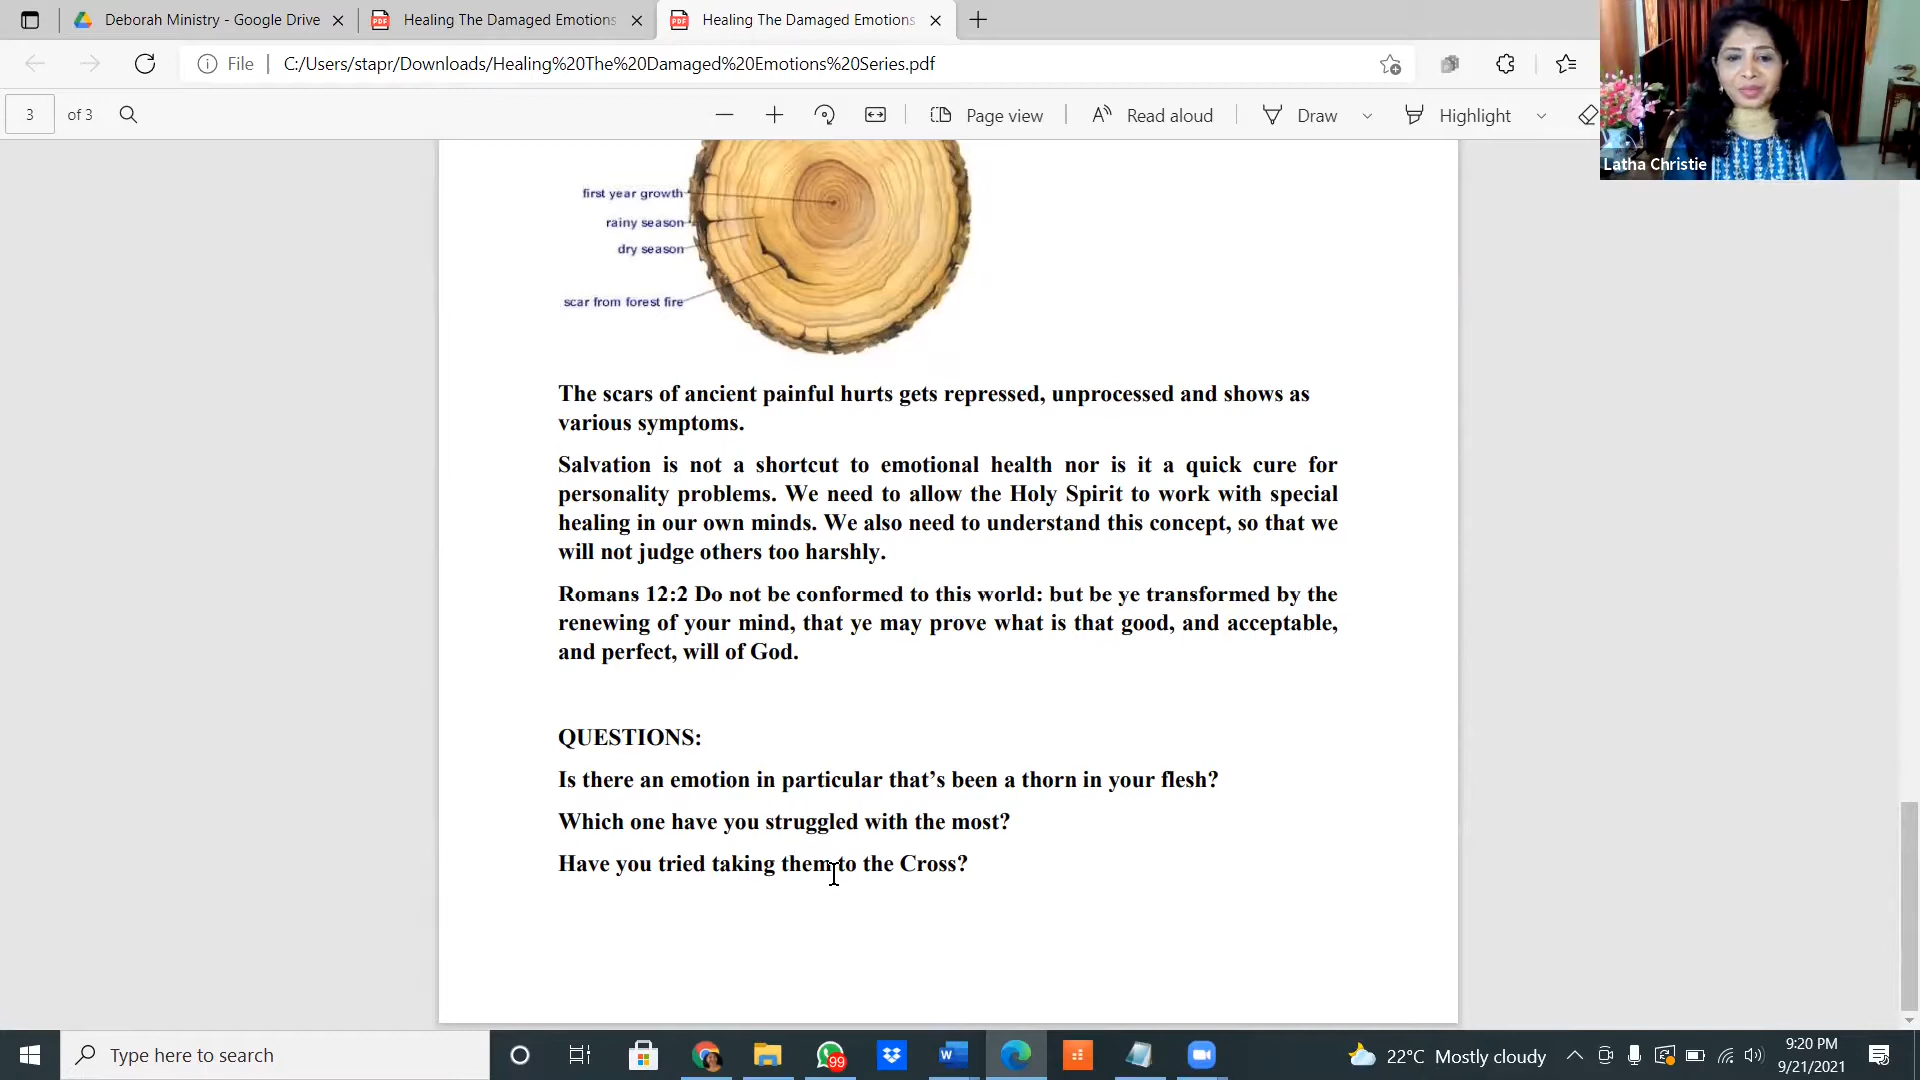 Deborah Ministry - Google Drive
Healing The Damaged Emotions
Healing The Damaged Emotions
File
C:/Users/stapr/Downloads/Healing%20The%20Damaged%20Emotions%20Series.pdf
3 of 3
Page view
Read aloud
Draw
Highlight
Latha Christie
first year growth
rainy season
dry season
scar from forest fire
The scars of ancient painful hurts gets repressed, unprocessed and shows as
various symptoms.
Salvation is not a shortcut to emotional health nor is it a quick cure for
personality problems. We need to allow the Holy Spirit to work with special
healing in our own minds. We also need to understand this concept, so that we
will not judge others too harshly.
Romans 12:2 Do not be conformed to this world: but be ye transformed by the
renewing of your mind, that ye may prove what is that good, and acceptable,
and perfect, will of God.
QUESTIONS:
Is there an emotion in particular that’s been a thorn in your flesh?
Which one have you struggled with the most?
Have you tried taking them to the Cross?
Type here to search
99
22°C Mostly cloudy
9:20 PM
9/21/2021